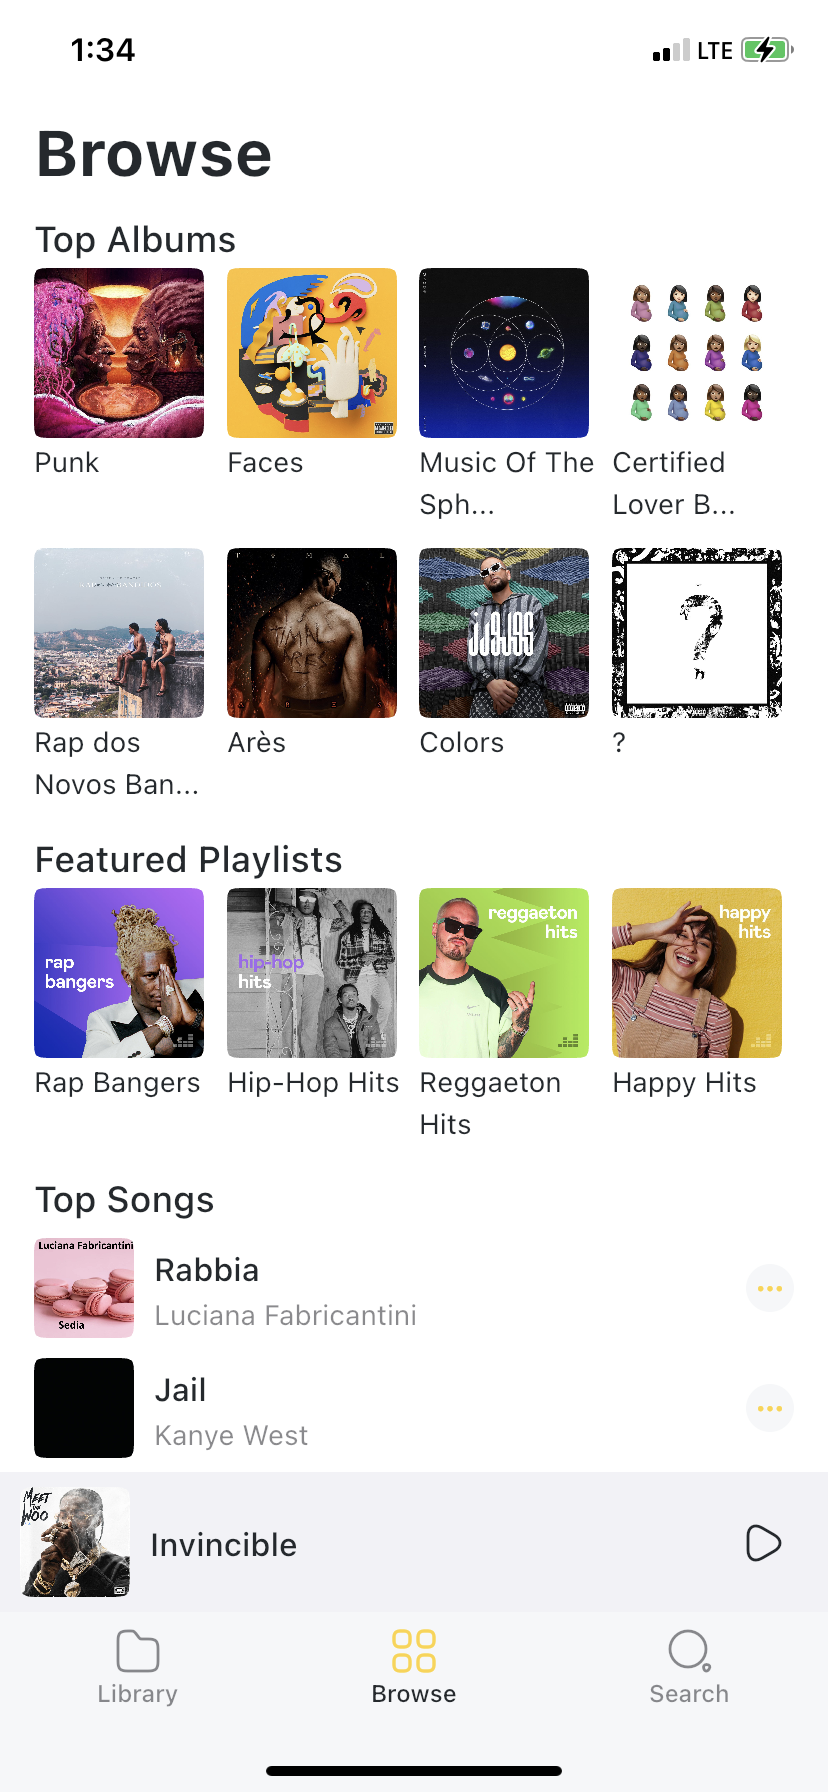 1:34
LTE
Browse
Top Albums
Punk
Faces
Music Of The
Sph...
Certified
Lover B...
Rap dos
Novos Ban...
Arès
Colors
?
Featured Playlists
rap
bangers
hip-hop
hits
reggaeton
hits
happy
hits
Rap Bangers
Hip-Hop Hits
Reggaeton
Hits
Happy Hits
Top Songs
Luciana Fabricantini
Sedia
Rabbia
Luciana Fabricantini
Jail
Kanye West
MEET
THE
WOO
Invincible
Library
Browse
Search